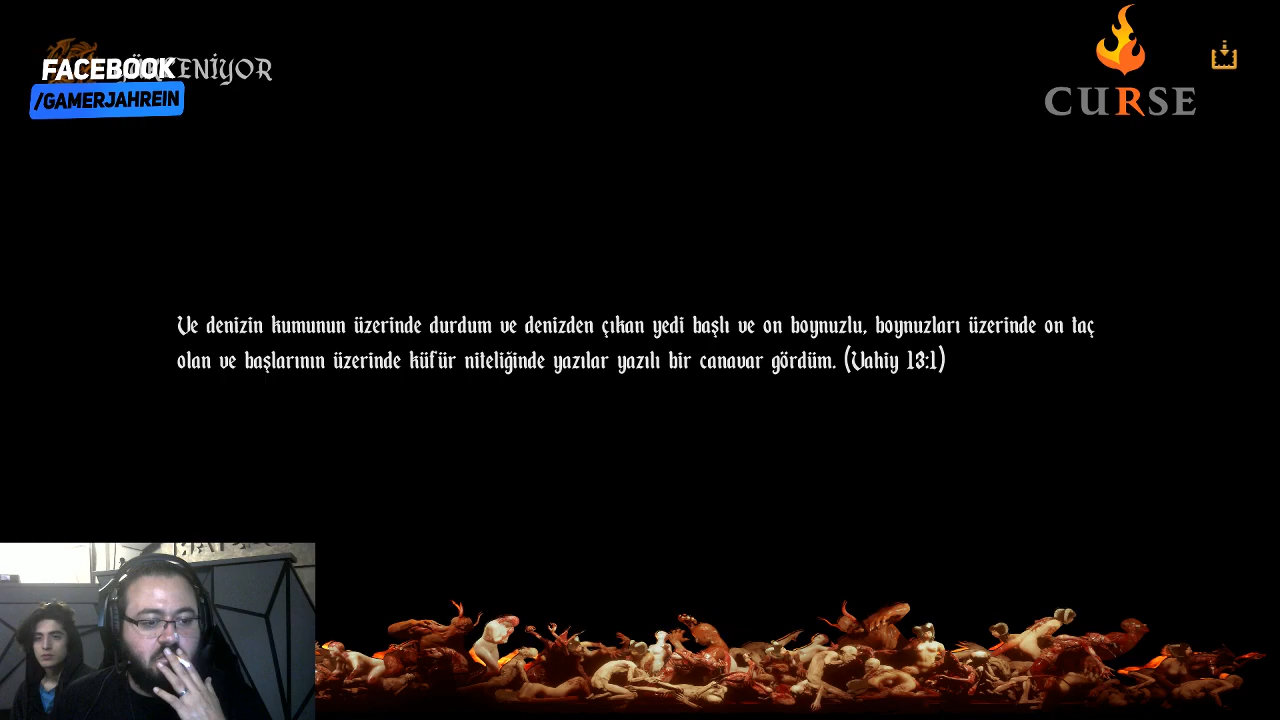 FACEBOOK
/GAMERJAHREIN
CURSE
Ve denizin kumunun üzerinde durdum ve denizden çıkan yedi başlı ve on boynuzlu, boynuzları üzerinde on taç
olan ve başlarının üzerinde küfür niteliğinde yazılar yazılı bir canavar gördüm. (Vahiy 13:1)